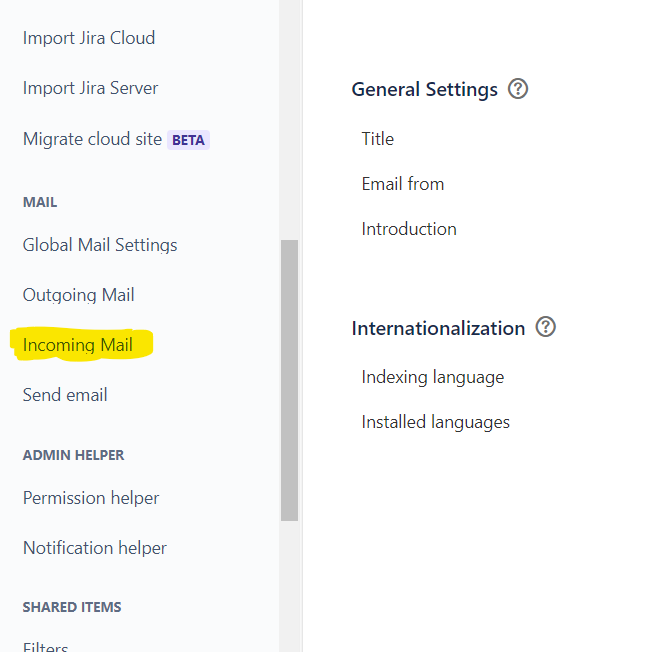 Import Jira Cloud
Import Jira Server
Migrate cloud site BETA
MAIL
Global Mail Settings
Outgoing Mail
Incoming Mail
Send email
ADMIN HELPER
Permission helper
Notification helper
SHARED ITEMS
Filters
General Settings ?
Title
Email from
Introduction
Internationalization ?
Indexing language
Installed languages